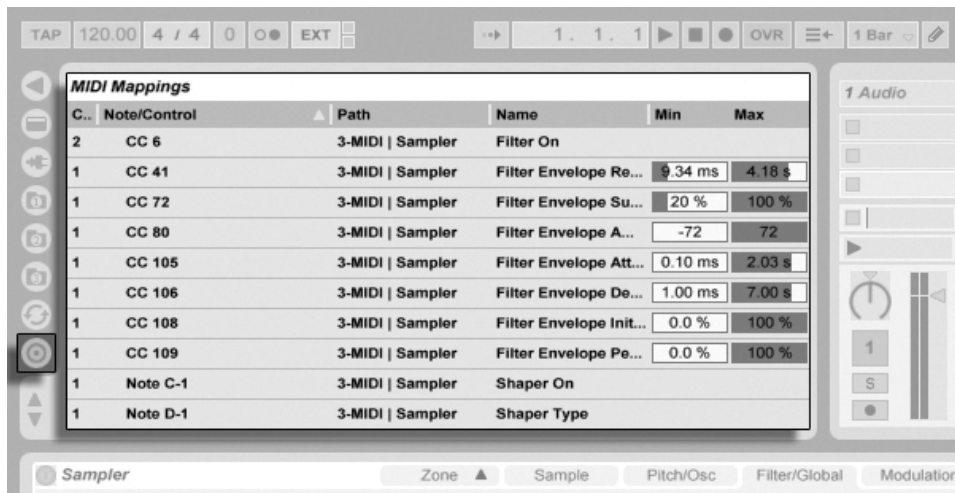 TAP 120.00 4 / 4 0 EXT 1. 1. 1 OVR 1 Bar
MIDI Mappings
C.. Note/Control Path Name Min Max
2 CC 6 3-MIDI | Sampler Filter On
1 CC 41 3-MIDI | Sampler Filter Envelope Re... 9.34 ms 4.18 s
1 CC 72 3-MIDI | Sampler Filter Envelope Su... 20 % 100 %
1 CC 80 3-MIDI | Sampler Filter Envelope A... -72 72
1 CC 105 3-MIDI | Sampler Filter Envelope Att... 0.10 ms 2.03 s
1 CC 106 3-MIDI | Sampler Filter Envelope De... 1.00 ms 7.00 s
1 CC 108 3-MIDI | Sampler Filter Envelope Init... 0.0 % 100 %
1 CC 109 3-MIDI | Sampler Filter Envelope Pe... 0.0 % 100 %
1 Note C-1 3-MIDI | Sampler Shaper On
1 Note D-1 3-MIDI | Sampler Shaper Type
1
2
3
1 Audio
1
S
Sampler Zone Sample Pitch/Osc Filter/Global Modulation